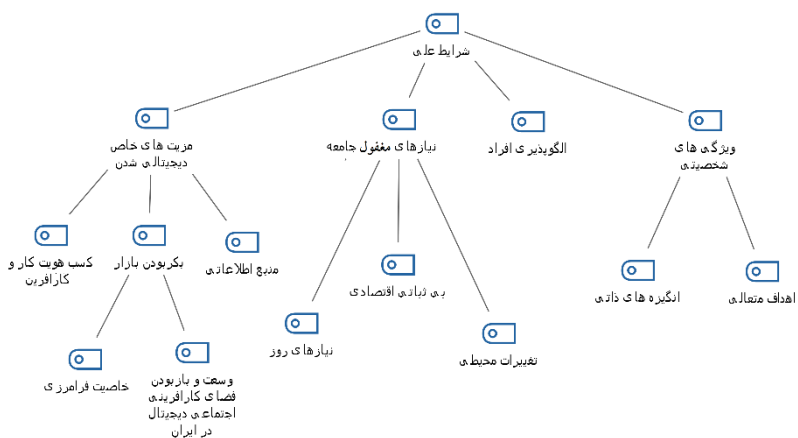 شرایط علی
ویژگی های
شخصیتی
الگوپذیری افراد
نیازهای مغفول جامعه
مزیت های خاص
دیجیتالی شدن
اهداف متعالی
انگیزه های ذاتی
تغییرات محیطی
بی ثباتی اقتصادی
نیازهای روز
منبع اطلاعاتی
بکربودن بازار
کسب هویت کار و
کارافرین
وسعت و بازبودن
فضای کارافرینی
اجتماعی دیجیتال
در ایران
خاصیت فرامرزی